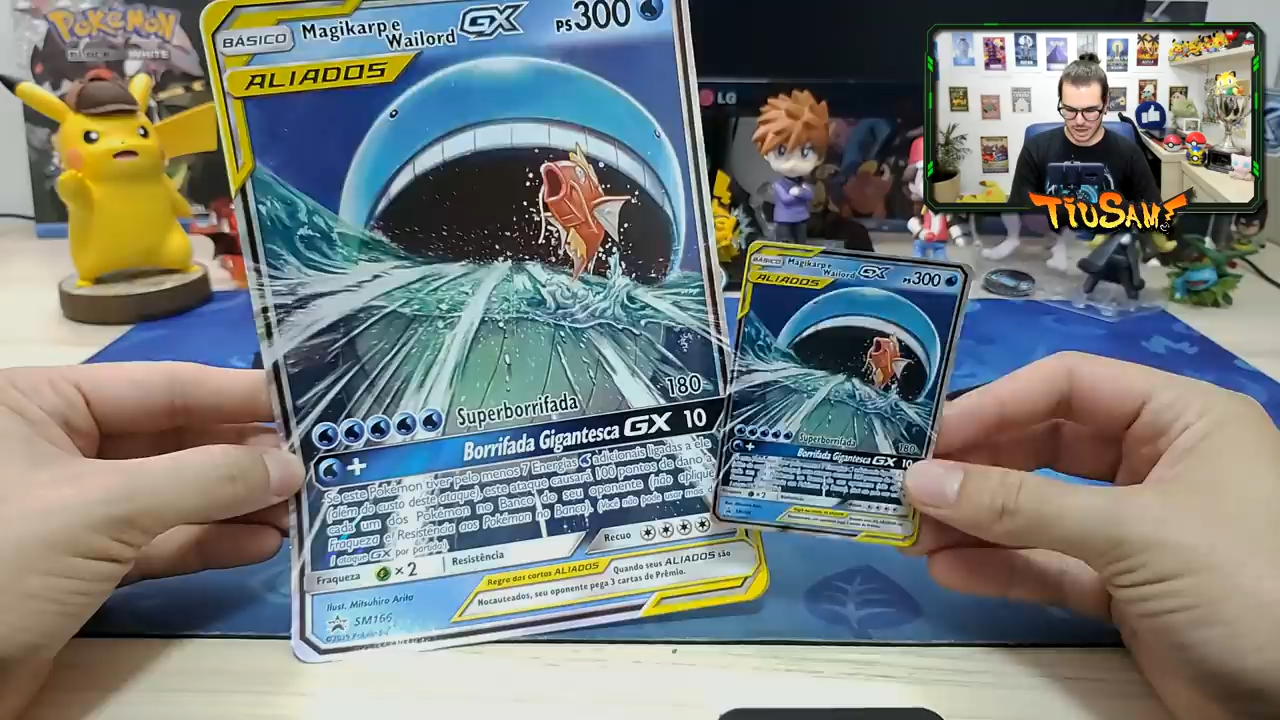 POKÉMON
BLACK WHITE
BÁSICO Magikarp e Wailord GX PS300
ALIADOS
180
Superborrifada
Borrifada Gigantesca GX 10
+
Se este Pokémon tiver pelo menos 7 Energias adicionais ligadas a ele
(além do custo deste ataque), este ataque causará 100 pontos de dano a
cada um dos Pokémon no Banco do seu oponente (não aplique
Fraqueza e Resistência aos Pokémon no Banco). (Você não pode usar mais de
1 ataque GX por partida.)
Fraqueza ×2 Resistência Recuo
Regra das cartas ALIADOS Quando seus ALIADOS são
Nocauteados, seu oponente pega 3 cartas de Prêmio.
Ilust. Mitsuhiro Arita
SM166
LG
TiUSAM
BÁSICO Magikarp e Wailord GX PS300
ALIADOS
Superborrifada 180
+ Borrifada Gigantesca GX 10
×2